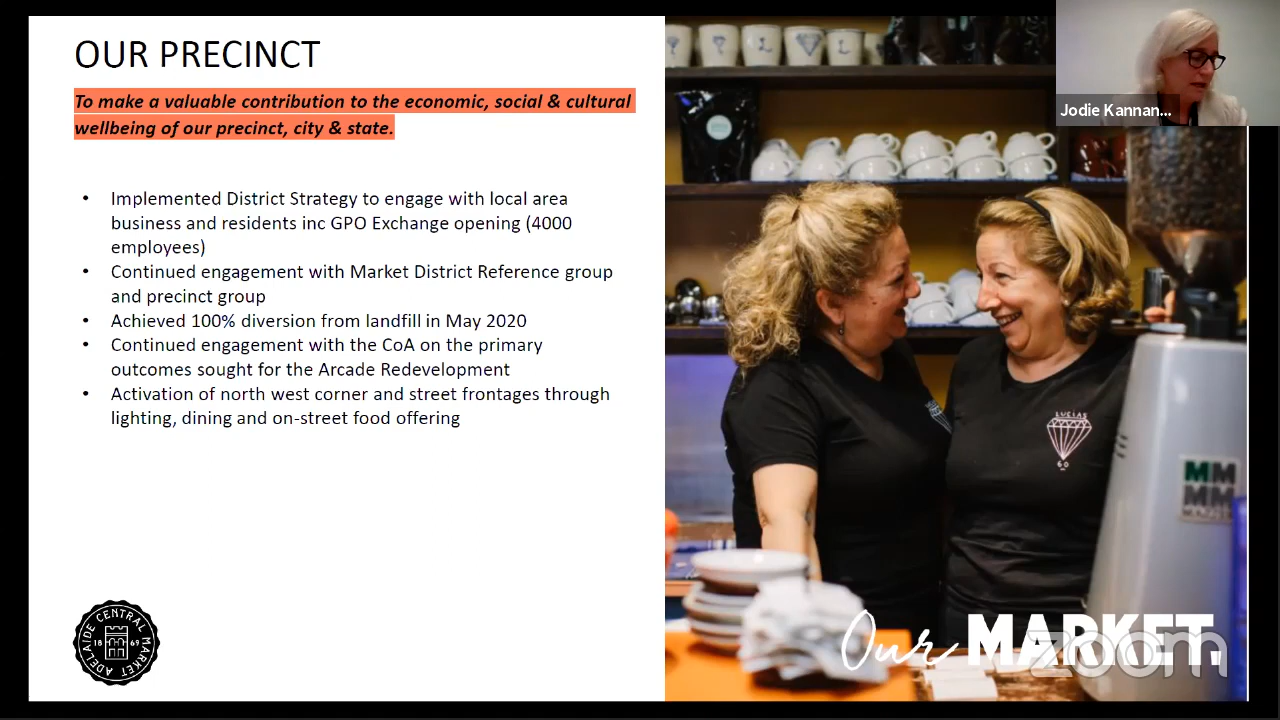 OUR PRECINCT
To make a valuable contribution to the economic, social & cultural
wellbeing of our precinct, city & state.
• Implemented District Strategy to engage with local area
business and residents inc GPO Exchange opening (4000
employees)
• Continued engagement with Market District Reference group
and precinct group
• Achieved 100% diversion from landfill in May 2020
• Continued engagement with the CoA on the primary
outcomes sought for the Arcade Redevelopment
• Activation of north west corner and street frontages through
lighting, dining and on-street food offering
ADELAIDE CENTRAL MARKET
1869
Jodie Kannan...
LUCIAS
60
MM
MM
Our MARKET.
zoom